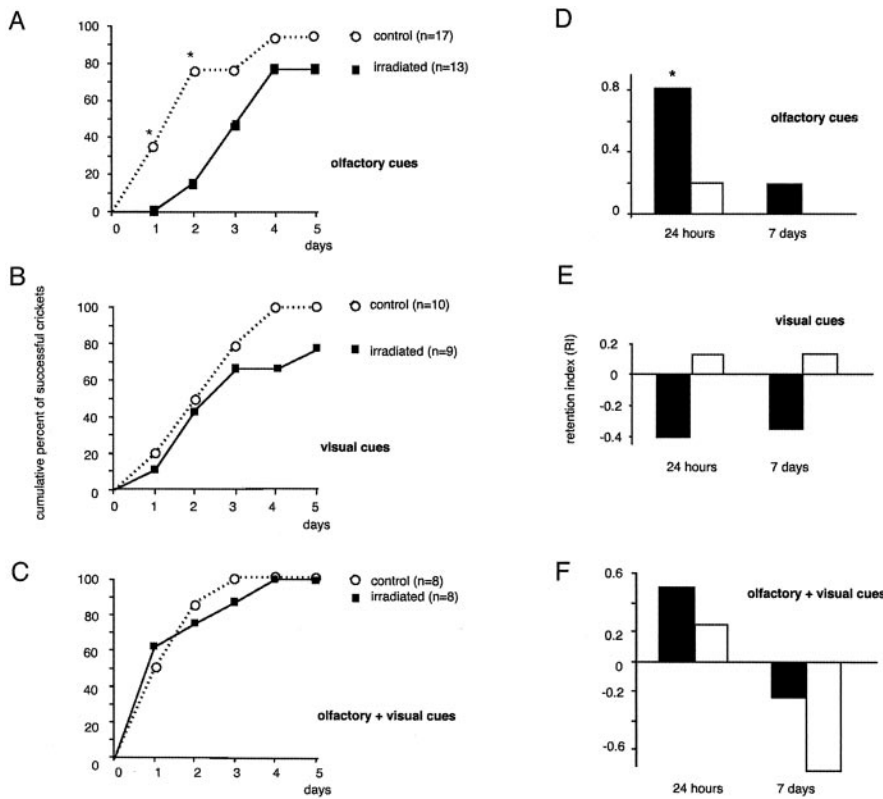 A
100
80
60
40
20
0
0 1 2 3 4 5
days
* *
control (n=17)
irradiated (n=13)
olfactory cues
B
100
80
60
40
20
0
0 1 2 3 4 5
days
control (n=10)
irradiated (n=9)
visual cues
cumulative percent of successful crickets
C
100
80
60
40
20
0
0 1 2 3 4 5
days
control (n=8)
irradiated (n=8)
olfactory + visual cues
D
0.8
0.4
0
*
olfactory cues
24 hours 7 days
E
visual cues
0.2
0
-0.2
-0.4
retention index (RI)
24 hours 7 days
F
0.6
olfactory + visual cues
0.2
0
-0.2
-0.6
24 hours 7 days